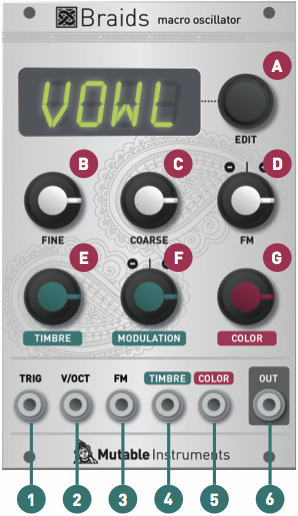 Braids macro oscillator
A
VOWL
EDIT
B C D
FINE COARSE FM
E F G
TIMBRE MODULATION COLOR
TRIG V/OCT FM TIMBRE COLOR OUT
Mutable Instruments
1 2 3 4 5 6